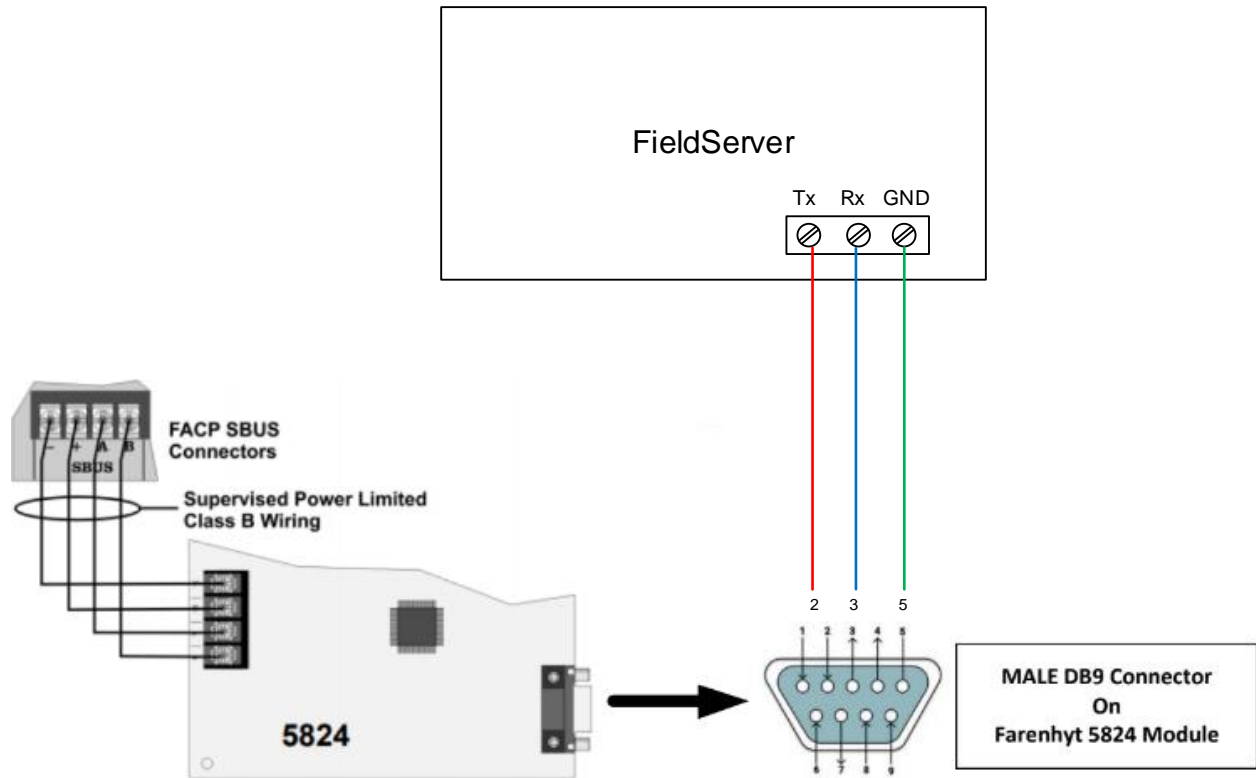 FieldServer
Tx Rx GND
- + A B
SBUS
FACP SBUS
Connectors
Supervised Power Limited
Class B Wiring
5824
2 3 5
1 2 3 4 5
6 7 8 9
MALE DB9 Connector
On
Farenhyt 5824 Module